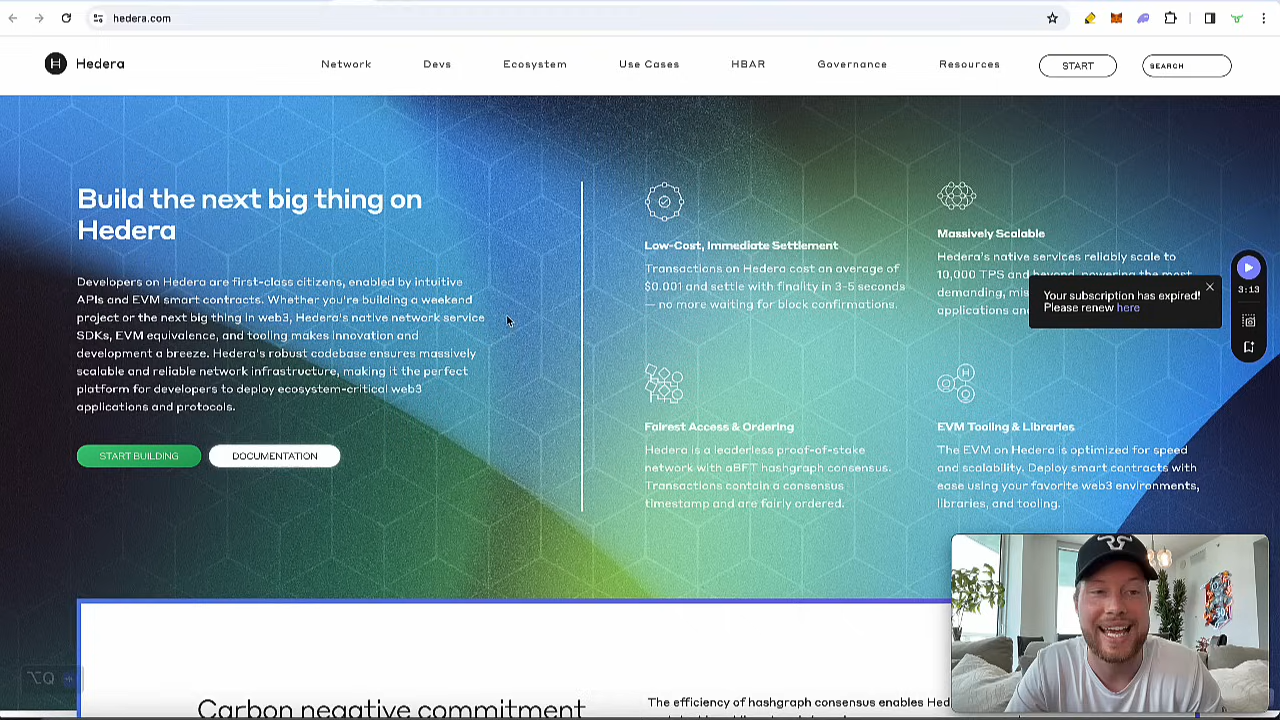 hedera.com
Hedera
Network
Devs
Ecosystem
Use Cases
HBAR
Governance
Resources
START
SEARCH
Build the next big thing on
Hedera
Developers on Hedera are first-class citizens, enabled by intuitive
APIs and EVM smart contracts. Whether you're building a weekend
project or the next big thing in web3, Hedera's native network service
SDKs, EVM equivalence, and tooling makes innovation and
development a breeze. Hedera's robust codebase ensures massively
scalable and reliable network infrastructure, making it the perfect
platform for developers to deploy ecosystem-critical web3
applications and protocols.
START BUILDING
DOCUMENTATION
Low-Cost, Immediate Settlement
Transactions on Hedera cost an average of
$0.001 and settle with finality in 3-5 seconds
— no more waiting for block confirmations.
Massively Scalable
Hedera's native services reliably scale to
10,000 TPS and beyond, powering the most
demanding,
applications
Your subscription has expired!
Please renew here
3:13
Fairest Access & Ordering
Hedera is a leaderless proof-of-stake
network with aBFT hashgraph consensus.
Transactions contain a consensus
timestamp and are fairly ordered.
EVM Tooling & Libraries
The EVM on Hedera is optimized for speed
and scalability. Deploy smart contracts with
ease using your favorite web3 environments,
libraries, and tooling.
⌥Q
Carbon negative commitment
The efficiency of hashgraph consensus enables Hed